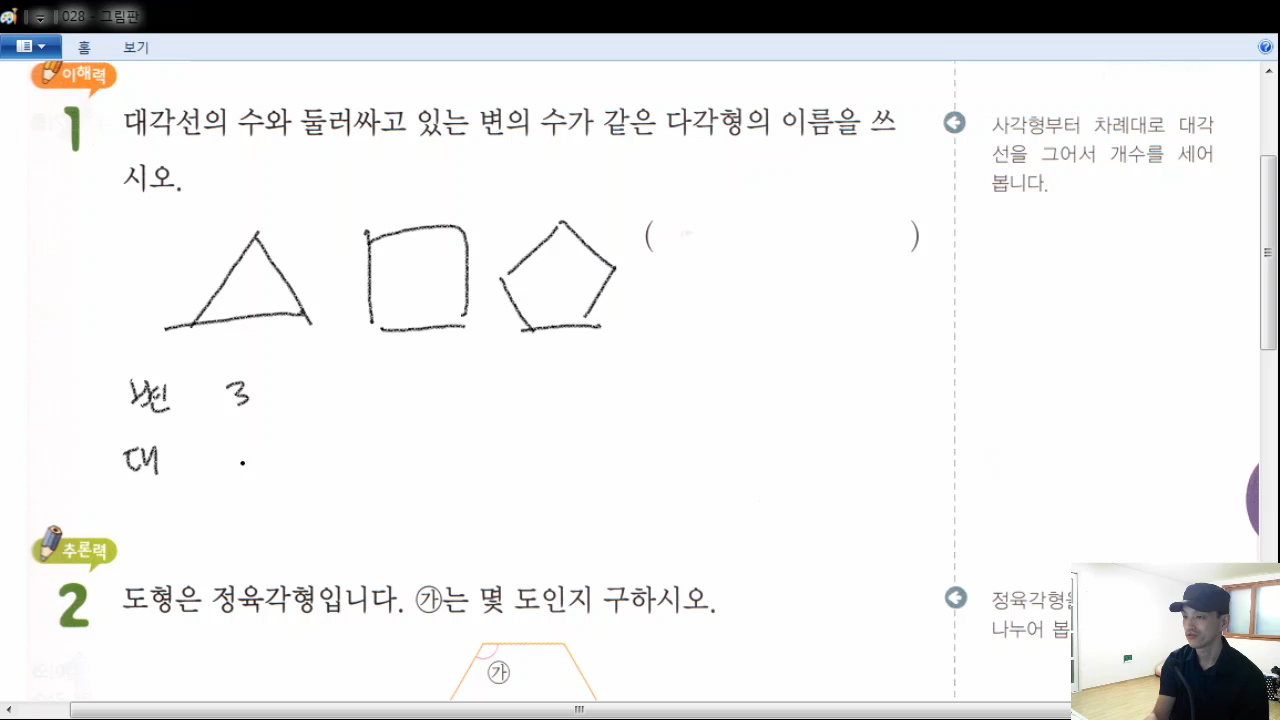 028 - 그림판
홈 보기
이해력
1 대각선의 수와 둘러싸고 있는 변의 수가 같은 다각형의 이름을 쓰
시오.
( )
사각형부터 차례대로 대각
선을 그어서 개수를 세어
봅니다.
변 3
대
추론력
2 도형은 정육각형입니다. ㉮는 몇 도인지 구하시오.
정육각형을
나누어 봅
㉮